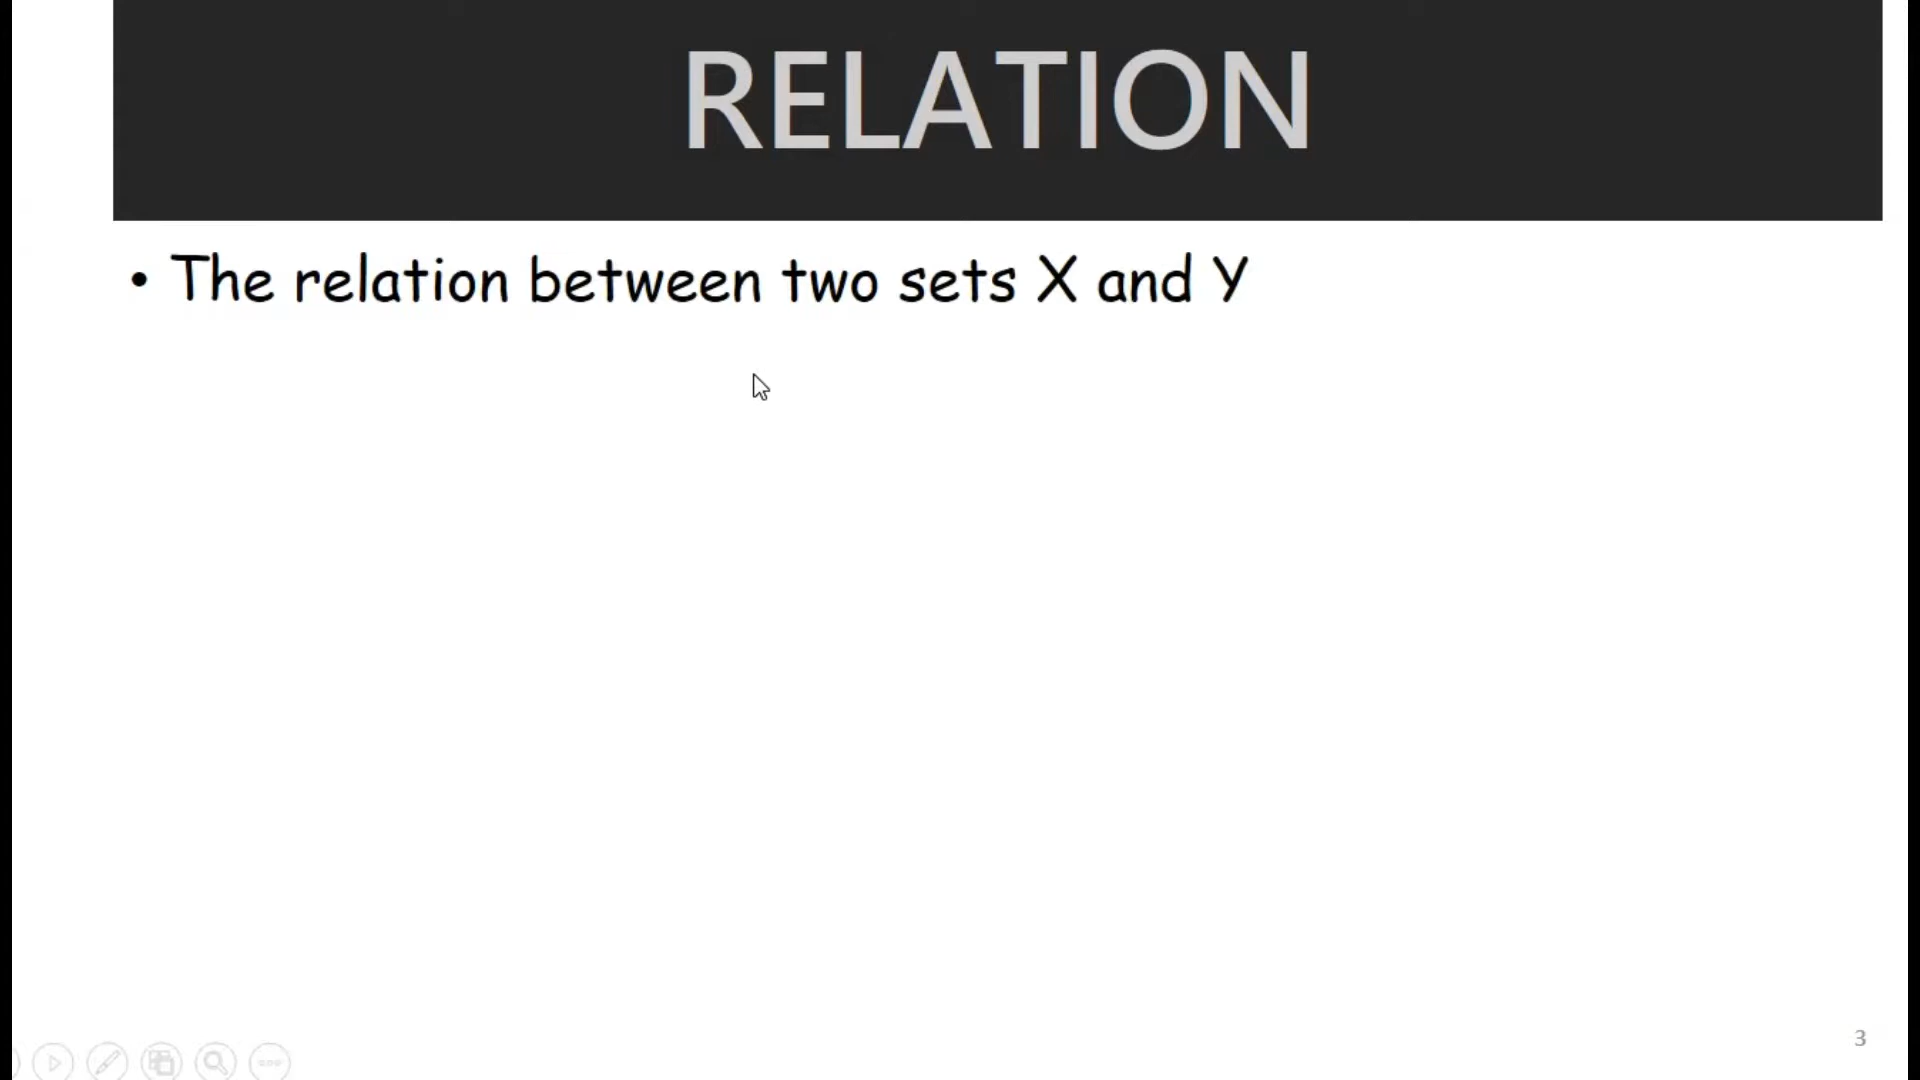 RELATION
• The relation between two sets X and Y
3